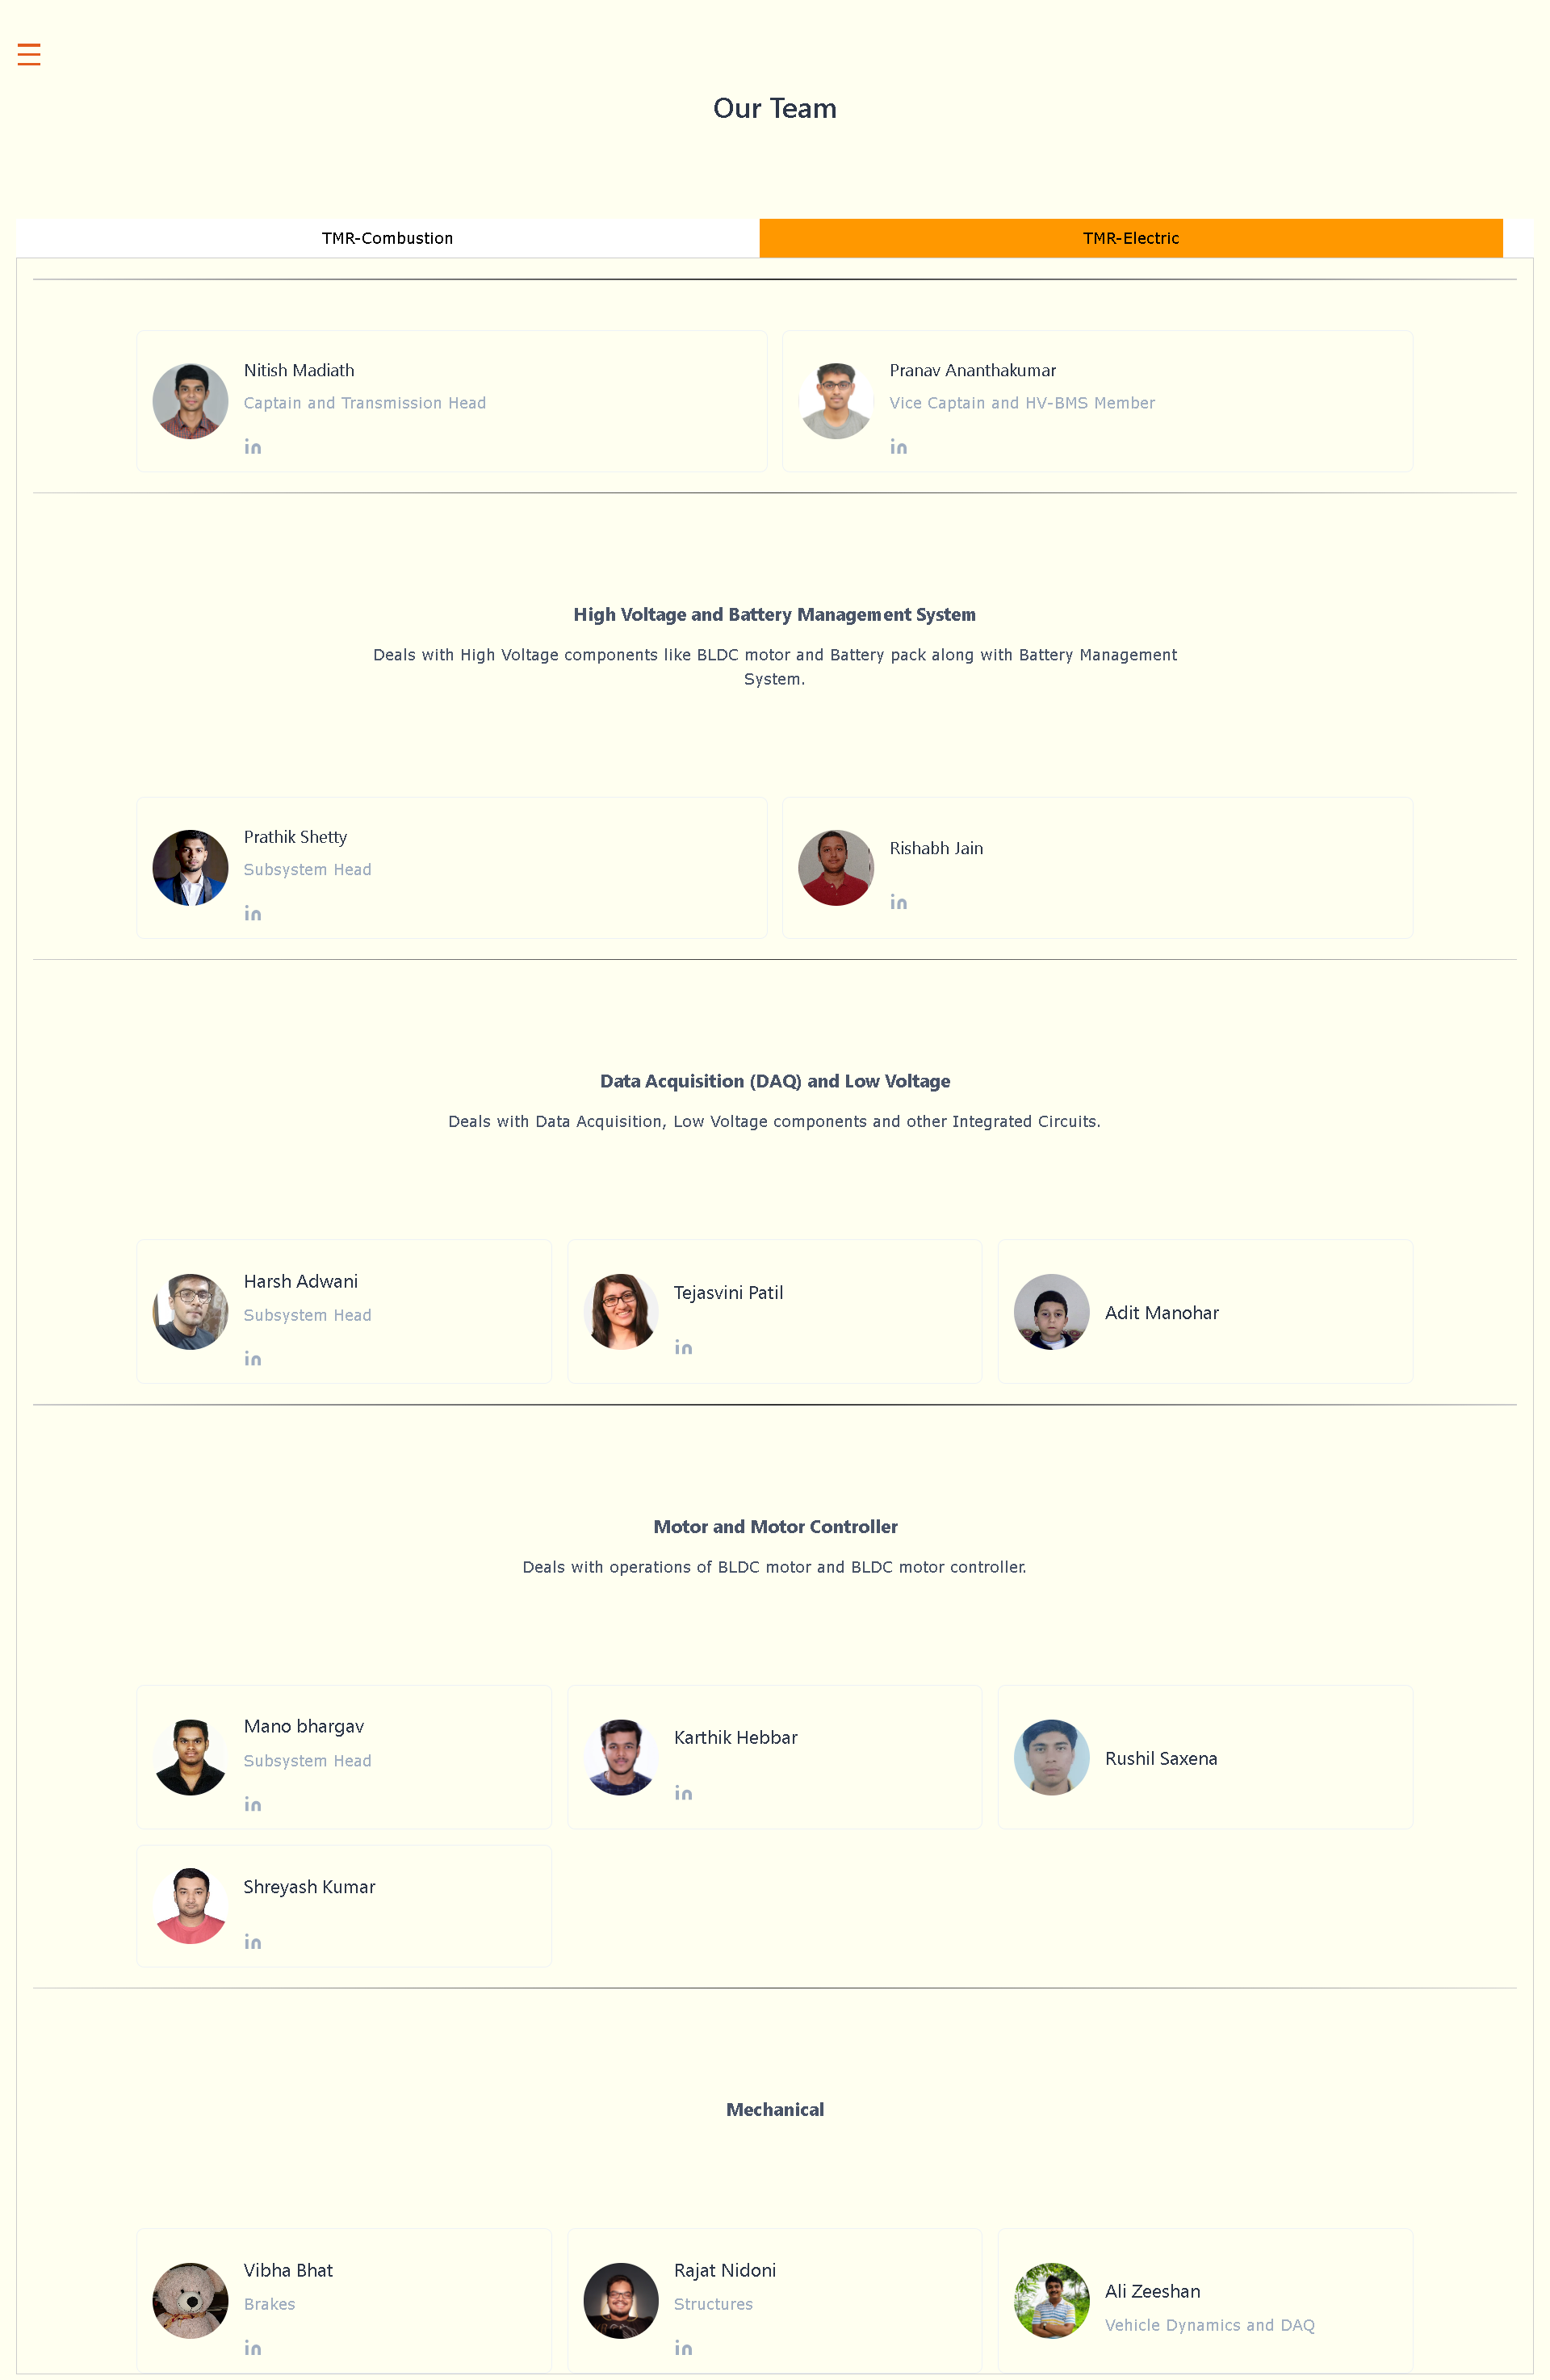 Our Team
TMR-Combustion
TMR-Electric
Nitish Madiath
Captain and Transmission Head
in
Pranav Ananthakumar
Vice Captain and HV-BMS Member
in
High Voltage and Battery Management System
Deals with High Voltage components like BLDC motor and Battery pack along with Battery Management
System.
Prathik Shetty
Subsystem Head
in
Rishabh Jain
in
Data Acquisition (DAQ) and Low Voltage
Deals with Data Acquisition, Low Voltage components and other Integrated Circuits.
Harsh Adwani
Subsystem Head
in
Tejasvini Patil
in
Adit Manohar
Motor and Motor Controller
Deals with operations of BLDC motor and BLDC motor controller.
Mano bhargav
Subsystem Head
in
Karthik Hebbar
in
Rushil Saxena
Shreyash Kumar
in
Mechanical
Vibha Bhat
Brakes
in
Rajat Nidoni
Structures
in
Ali Zeeshan
Vehicle Dynamics and DAQ